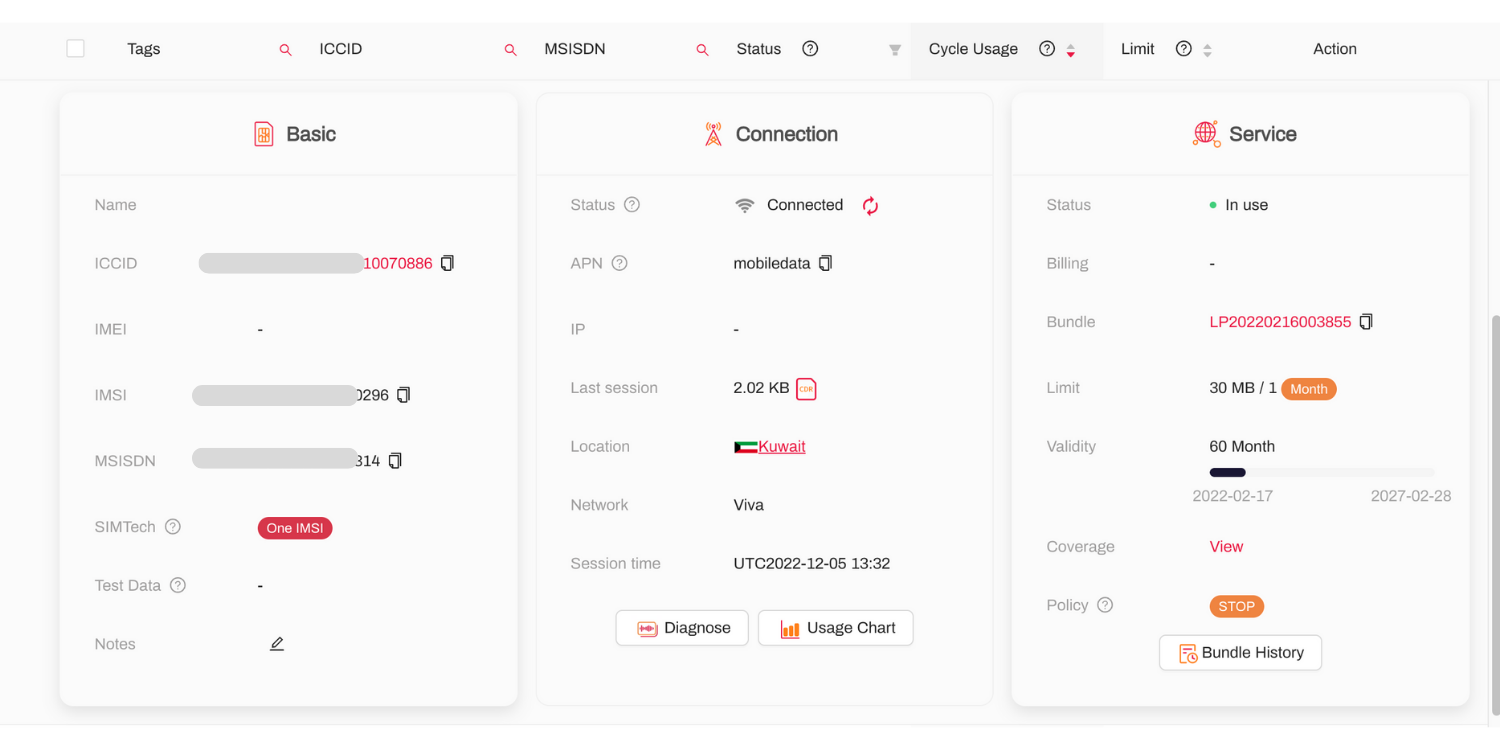 Tags ICCID MSISDN Status ? Cycle Usage ? Limit ? Action
Basic
Name
ICCID 10070886
IMEI -
IMSI 0296
MSISDN 314
SIMTech ? One IMSI
Test Data ? -
Notes
Connection
Status ? Connected
APN ? mobiledata
IP -
Last session 2.02 KB CDR
Location Kuwait
Network Viva
Session time UTC2022-12-05 13:32
Diagnose Usage Chart
Service
Status In use
Billing -
Bundle LP20220216003855
Limit 30 MB / 1 Month
Validity 60 Month
2022-02-17 2027-02-28
Coverage View
Policy ? STOP
Bundle History